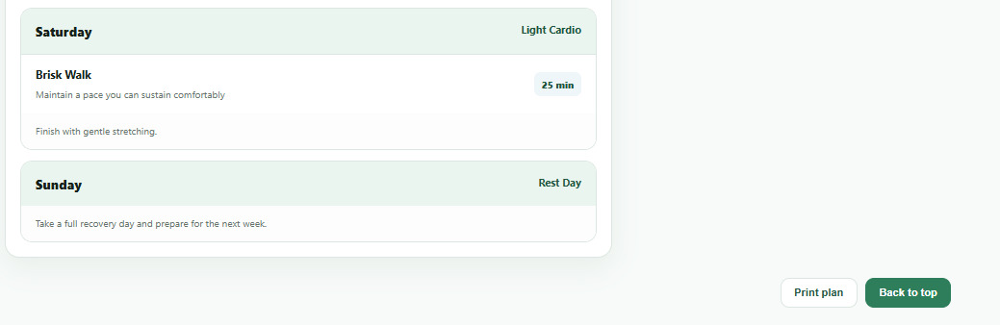 Saturday
Light Cardio
Brisk Walk
Maintain a pace you can sustain comfortably
25 min
Finish with gentle stretching.
Sunday
Rest Day
Take a full recovery day and prepare for the next week.
Print plan
Back to top